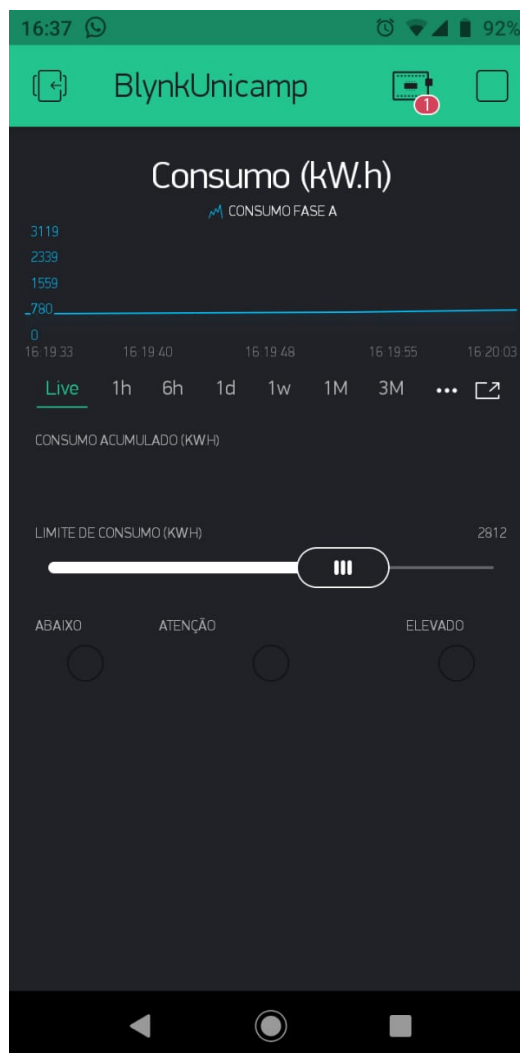 16:37 92%
BlynkUnicamp
1
Consumo (kW.h)
CONSUMO FASE A
3119
2339
1559
780
0
16:19:33 16:19:40 16:19:48 16:19:55 16:20:03
Live 1h 6h 1d 1w 1M 3M •••
CONSUMO ACUMULADO (KW.H)
LIMITE DE CONSUMO (KW.H) 2812
ABAIXO ATENÇÃO ELEVADO